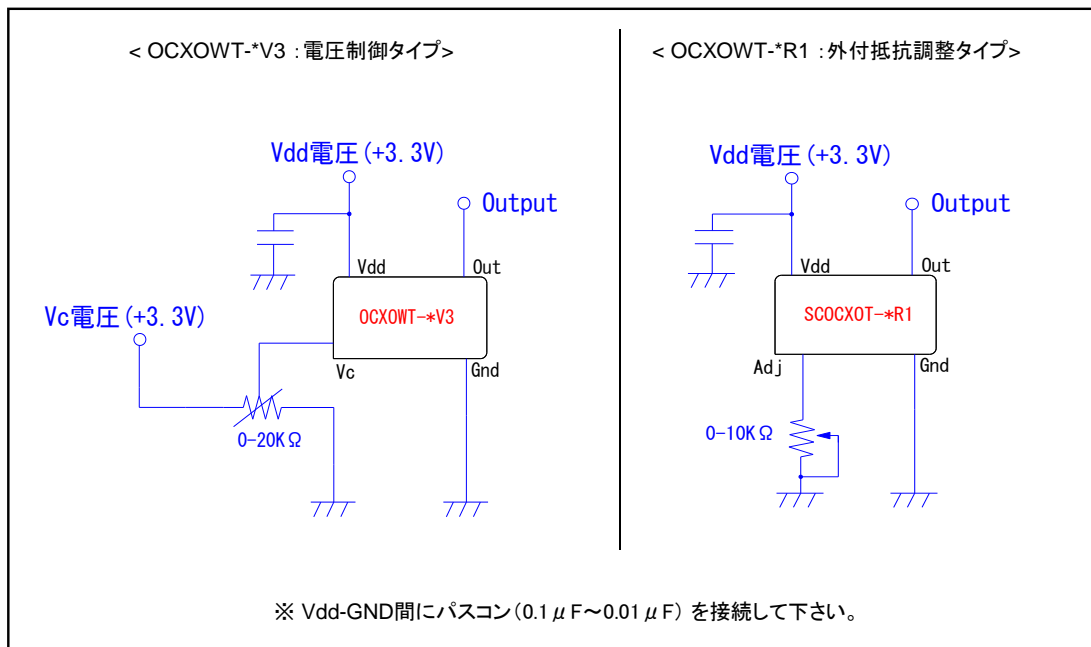 < OCXOWT-*V3 : 電圧制御タイプ>
Vdd電圧(+3.3V)
Output
Vdd
Out
OCXOWT-*V3
Vc電圧(+3.3V)
Vc
Gnd
0-20KΩ
< OCXOWT-*R1 : 外付抵抗調整タイプ>
Vdd電圧(+3.3V)
Output
Vdd
Out
SCOCXOT-*R1
Adj
Gnd
0-10KΩ
※ Vdd-GND間にパスコン(0.1μF～0.01μF) を接続して下さい。